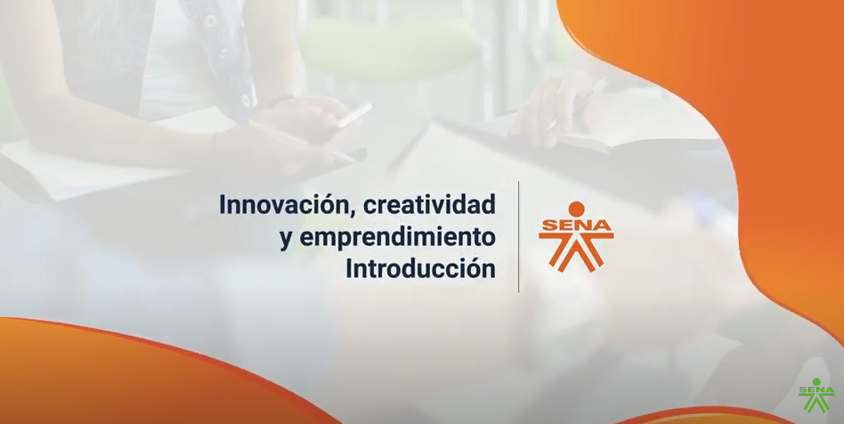 Innovación, creatividad
y emprendimiento
Introducción
SENA
SENA